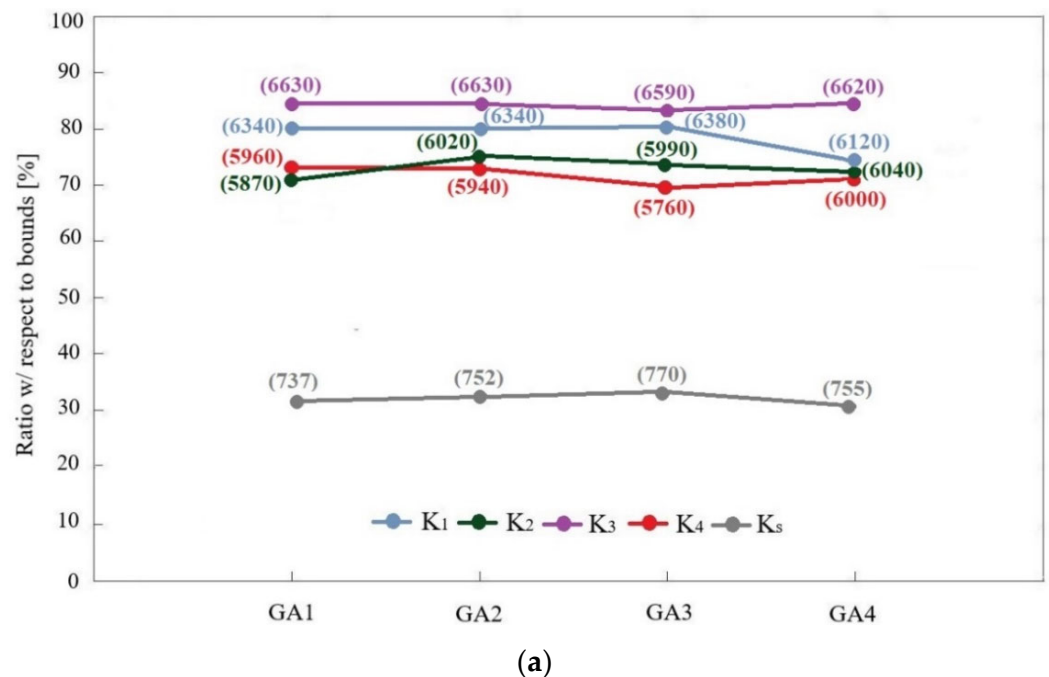 100
90
80
70
60
50
40
30
20
10
0
Ratio w/ respect to bounds [%]
(6630) (6630) (6590) (6620)
(6340) (6340) (6380) (6120)
(5960) (6020) (5990) (6040)
(5870) (5940) (5760) (6000)
(737) (752) (770) (755)
K1 K2 K3 K4 Ks
GA1 GA2 GA3 GA4
(a)